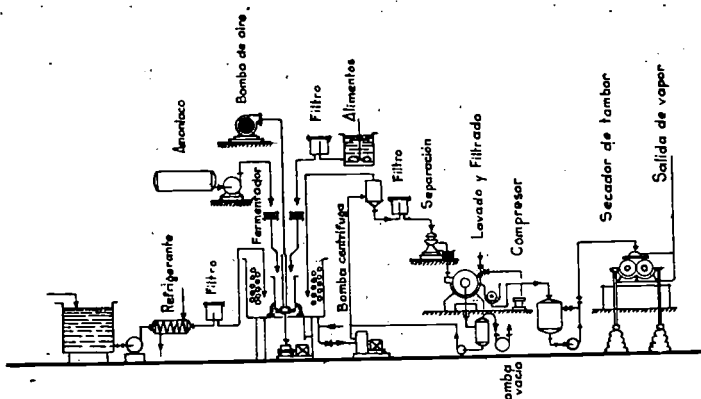 Refrigerante
Filtro
Amoniaco
Fermentador
Bomba de aire
Filtro
Alimentos
Bomba centrífuga
Filtro
Separación
Lavado y Filtrado
Compresor
Bomba
vacío
Secador de tambor
Salida de vapor